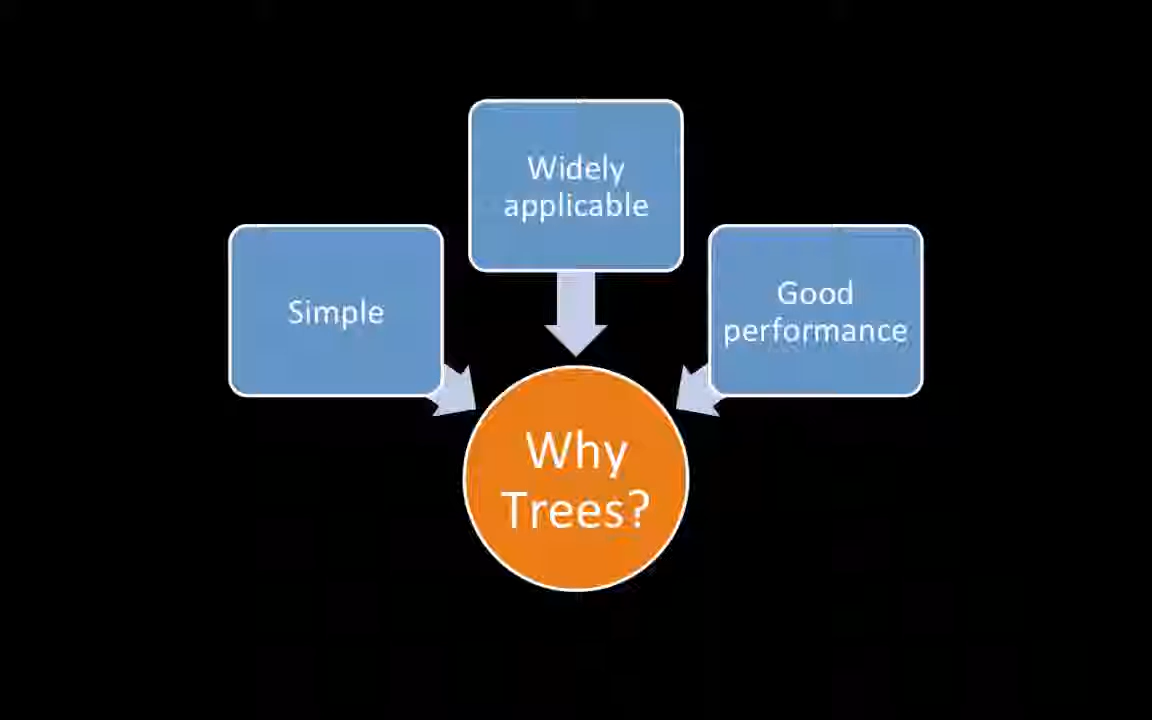 Widely
applicable
Simple
Good
performance
Why
Trees?